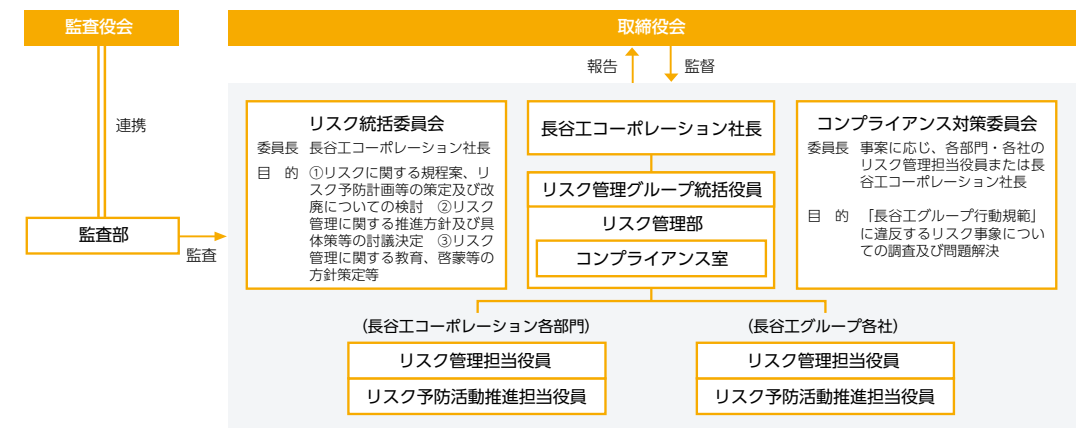 監査役会
取締役会
報告
監督
連携
リスク統括委員会
委員長 長谷工コーポレーション社長
目 的 ①リスクに関する規程案、リ
スク予防計画等の策定及び改
廃についての検討 ②リスク
管理に関する推進方針及び具
体策等の討議決定 ③リスク
管理に関する教育、啓蒙等の
方針策定等
長谷工コーポレーション社長
リスク管理グループ統括役員
リスク管理部
コンプライアンス室
コンプライアンス対策委員会
委員長 事案に応じ、各部門・各社の
リスク管理担当役員または長
谷工コーポレーション社長
目 的 「長谷工グループ行動規範」
に違反するリスク事象につい
ての調査及び問題解決
監査部
監査
(長谷工コーポレーション各部門)
リスク管理担当役員
リスク予防活動推進担当役員
(長谷工グループ各社)
リスク管理担当役員
リスク予防活動推進担当役員